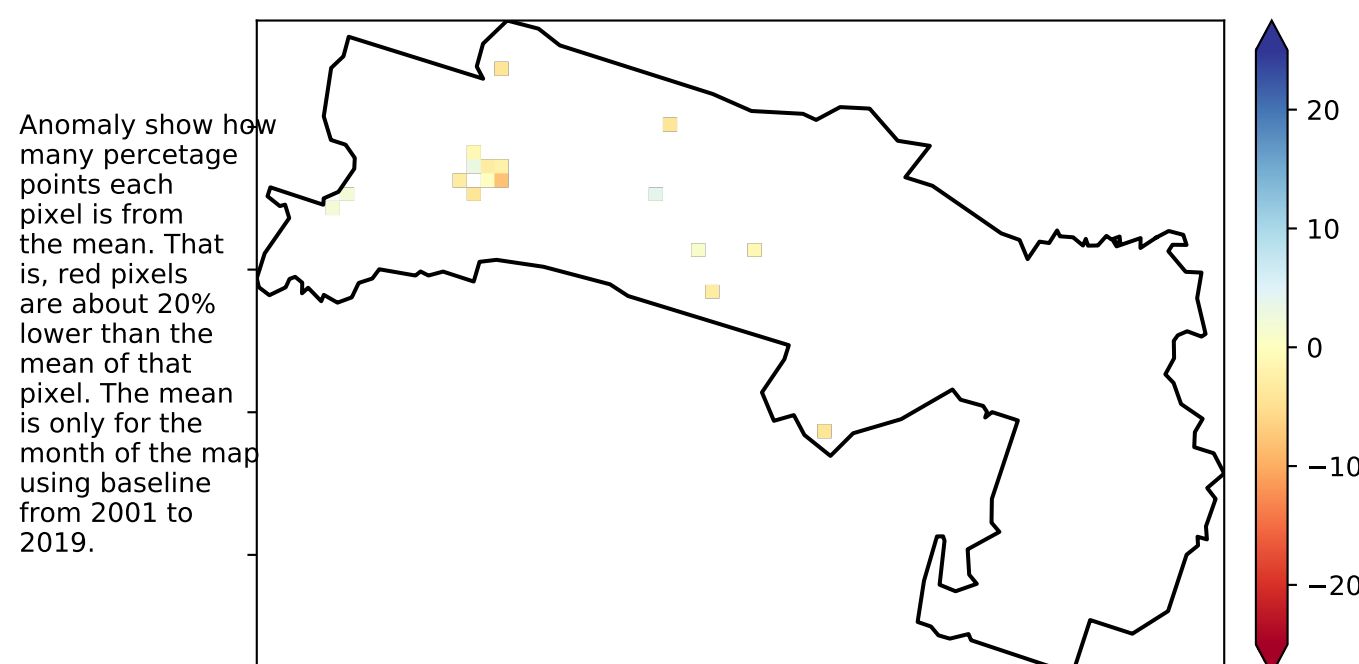 Anomaly show how
many percetage
points each
pixel is from
the mean. That
is, red pixels
are about 20%
lower than the
mean of that
pixel. The mean
is only for the
month of the map
using baseline
from 2001 to
2019.
20
10
0
−10
−20